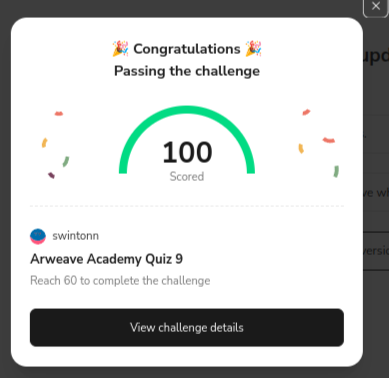 🎉 Congratulations 🎉
Passing the challenge
100
Scored
swintonn
Arweave Academy Quiz 9
Reach 60 to complete the challenge
View challenge details